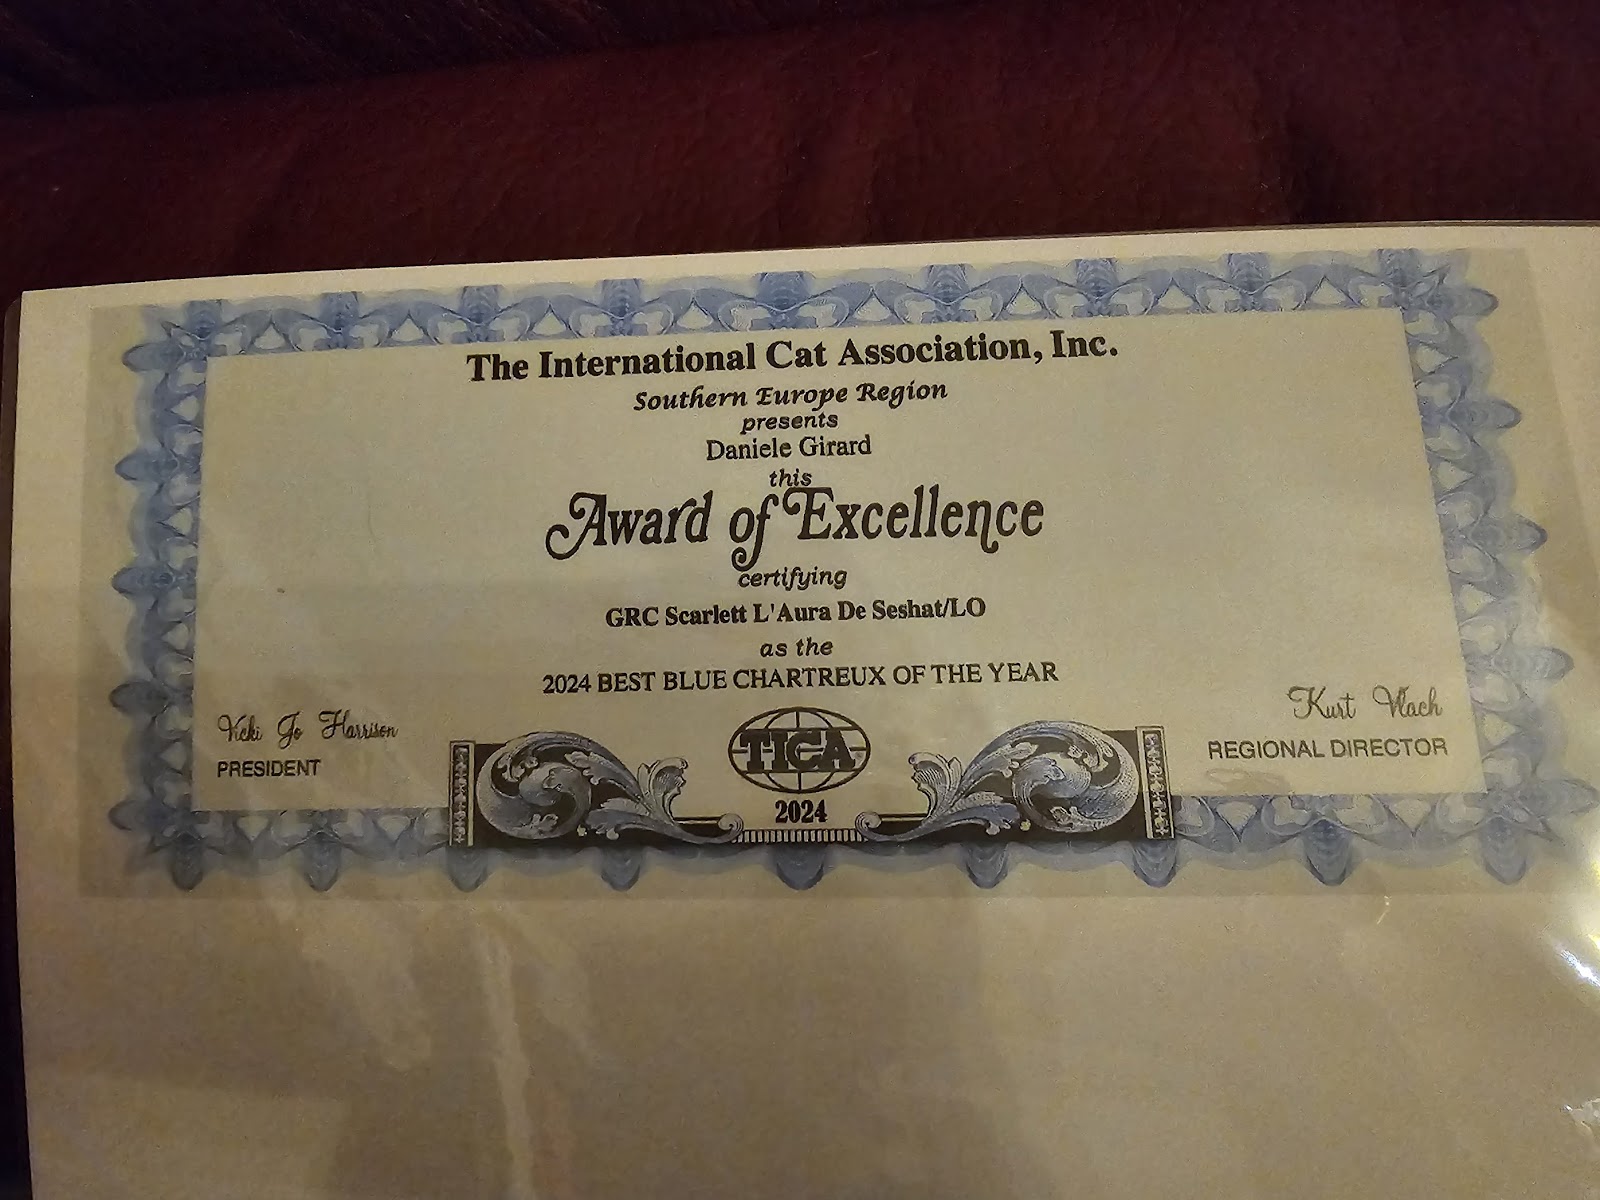 The International Cat Association, Inc.
Southern Europe Region
presents
Daniele Girard
this
Award of Excellence
certifying
GRC Scarlett L'Aura De Seshat/LO
as the
2024 BEST BLUE CHARTREUX OF THE YEAR
Vicki Jo Harrison
PRESIDENT
Kurt Vlach
REGIONAL DIRECTOR
TICA
2024